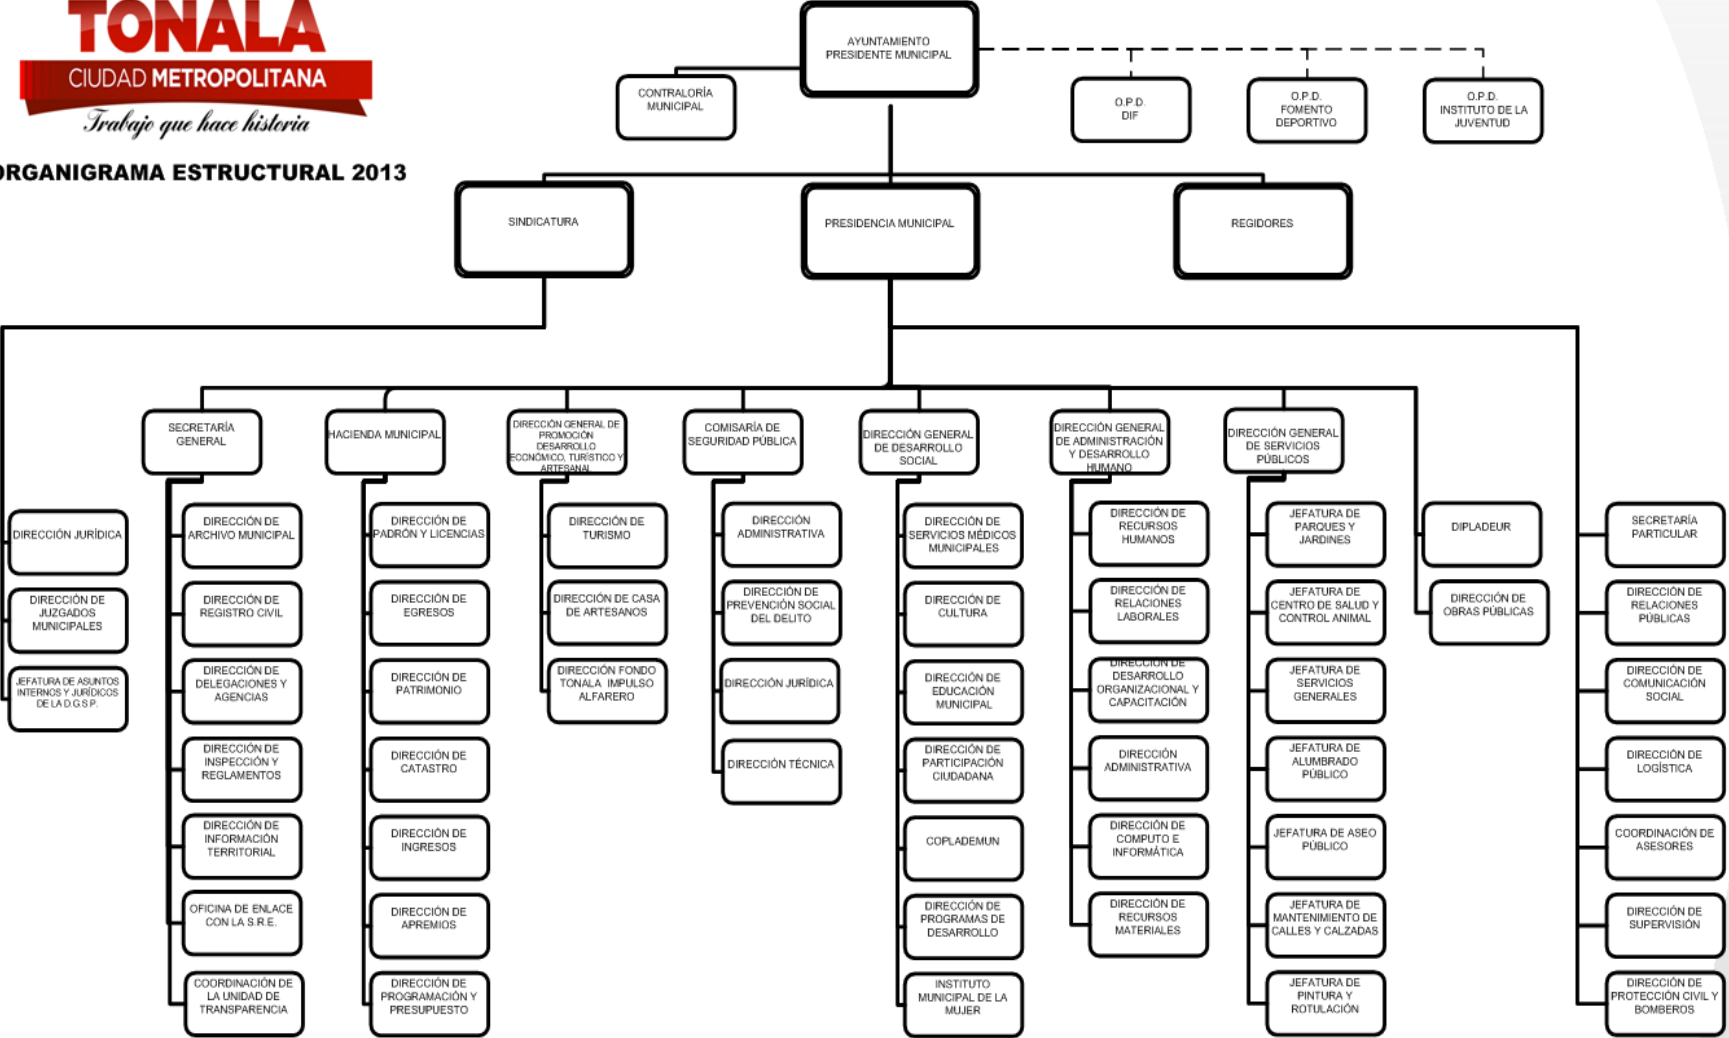 TONALA
CIUDAD METROPOLITANA
Trabajo que hace historia
ORGANIGRAMA ESTRUCTURAL 2013
AYUNTAMIENTO
PRESIDENTE MUNICIPAL
CONTRALORÍA
MUNICIPAL
O.P.D.
DIF
O.P.D.
FOMENTO
DEPORTIVO
O.P.D.
INSTITUTO DE LA
JUVENTUD
SINDICATURA
PRESIDENCIA MUNICIPAL
REGIDORES
SECRETARÍA
GENERAL
HACIENDA MUNICIPAL
DIRECCIÓN GENERAL DE
PROMOCIÓN
DESARROLLO
ECONÓMICO, TURÍSTICO Y
ARTESANAL
COMISARÍA DE
SEGURIDAD PÚBLICA
DIRECCIÓN GENERAL
DE DESARROLLO
SOCIAL
DIRECCIÓN GENERAL
DE ADMINISTRACIÓN
Y DESARROLLO
HUMANO
DIRECCIÓN GENERAL
DE SERVICIOS
PÚBLICOS
DIRECCIÓN JURÍDICA
DIRECCIÓN DE
JUZGADOS
MUNICIPALES
JEFATURA DE ASUNTOS
INTERNOS Y JURÍDICOS
DE LA D.G.S.P.
DIRECCIÓN DE
ARCHIVO MUNICIPAL
DIRECCIÓN DE
REGISTRO CIVIL
DIRECCIÓN DE
DELEGACIONES Y
AGENCIAS
DIRECCIÓN DE
INSPECCIÓN Y
REGLAMENTOS
DIRECCIÓN DE
INFORMACIÓN
TERRITORIAL
OFICINA DE ENLACE
CON LA S.R.E.
COORDINACIÓN DE
LA UNIDAD DE
TRANSPARENCIA
DIRECCIÓN DE
PADRÓN Y LICENCIAS
DIRECCIÓN DE
EGRESOS
DIRECCIÓN DE
PATRIMONIO
DIRECCIÓN DE
CATASTRO
DIRECCIÓN DE
INGRESOS
DIRECCIÓN DE
APREMIOS
DIRECCIÓN DE
PROGRAMACIÓN Y
PRESUPUESTO
DIRECCIÓN DE
TURISMO
DIRECCIÓN DE CASA
DE ARTESANOS
DIRECCIÓN FONDO
TONALA IMPULSO
ALFARERO
DIRECCIÓN
ADMINISTRATIVA
DIRECCIÓN DE
PREVENCIÓN SOCIAL
DEL DELITO
DIRECCIÓN JURÍDICA
DIRECCIÓN TÉCNICA
DIRECCIÓN DE
SERVICIOS MÉDICOS
MUNICIPALES
DIRECCIÓN DE
CULTURA
DIRECCIÓN DE
EDUCACIÓN
MUNICIPAL
DIRECCIÓN DE
PARTICIPACIÓN
CIUDADANA
COPLADEMUN
DIRECCIÓN DE
PROGRAMAS DE
DESARROLLO
INSTITUTO
MUNICIPAL DE LA
MUJER
DIRECCIÓN DE
RECURSOS
HUMANOS
DIRECCIÓN DE
RELACIONES
LABORALES
DIRECCIÓN DE
DESARROLLO
ORGANIZACIONAL Y
CAPACITACIÓN
DIRECCIÓN
ADMINISTRATIVA
DIRECCIÓN DE
COMPUTO E
INFORMÁTICA
DIRECCIÓN DE
RECURSOS
MATERIALES
JEFATURA DE
PARQUES Y
JARDINES
JEFATURA DE
CENTRO DE SALUD Y
CONTROL ANIMAL
JEFATURA DE
SERVICIOS
GENERALES
JEFATURA DE
ALUMBRADO
PÚBLICO
JEFATURA DE ASEO
PÚBLICO
JEFATURA DE
MANTENIMIENTO DE
CALLES Y CALZADAS
JEFATURA DE
PINTURA Y
ROTULACIÓN
DIPLADEUR
DIRECCIÓN DE
OBRAS PÚBLICAS
SECRETARÍA
PARTICULAR
DIRECCIÓN DE
RELACIONES
PÚBLICAS
DIRECCIÓN DE
COMUNICACIÓN
SOCIAL
DIRECCIÓN DE
LOGÍSTICA
COORDINACIÓN DE
ASESORES
DIRECCIÓN DE
SUPERVISIÓN
DIRECCIÓN DE
PROTECCIÓN CIVIL Y
BOMBEROS